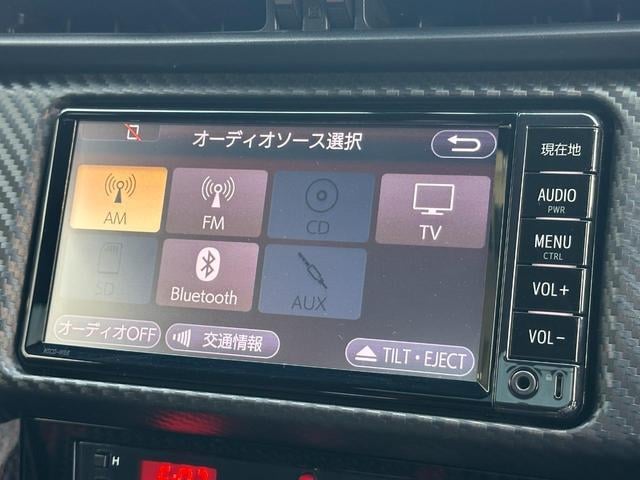 オーディオソース選択
AM
FM
CD
TV
SD
Bluetooth
AUX
オーディオOFF
交通情報
TILT・EJECT
現在地
AUDIO
PWR
MENU
CTRL
VOL+
VOL-
H